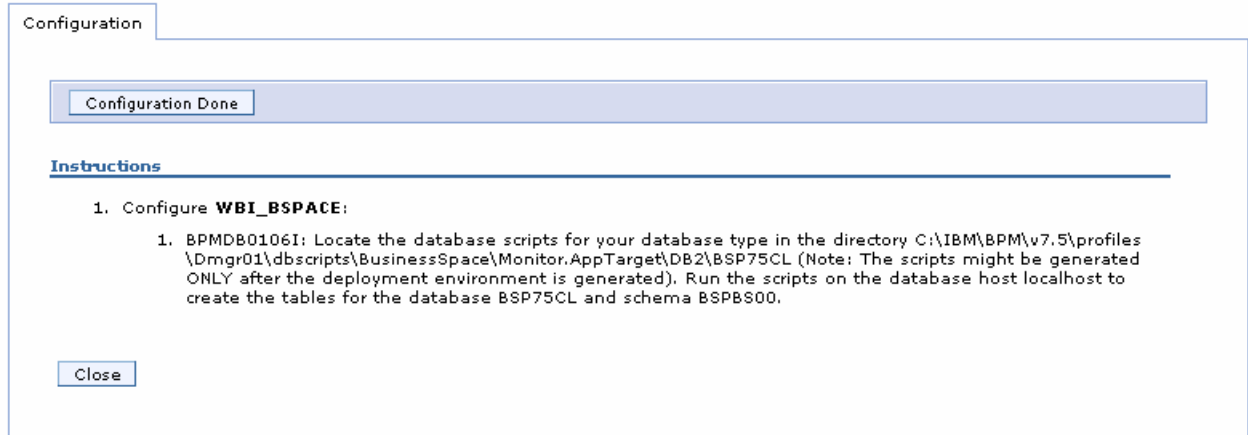 Configuration
Configuration Done
Instructions
1. Configure WBI_BSPACE:
1. BPMDB0106I: Locate the database scripts for your database type in the directory C:\IBM\BPM\v7.5\profiles
\Dmgr01\dbscripts\BusinessSpace\Monitor.AppTarget\DB2\BSP75CL (Note: The scripts might be generated
ONLY after the deployment environment is generated). Run the scripts on the database host localhost to
create the tables for the database BSP75CL and schema BSPBS00.
Close